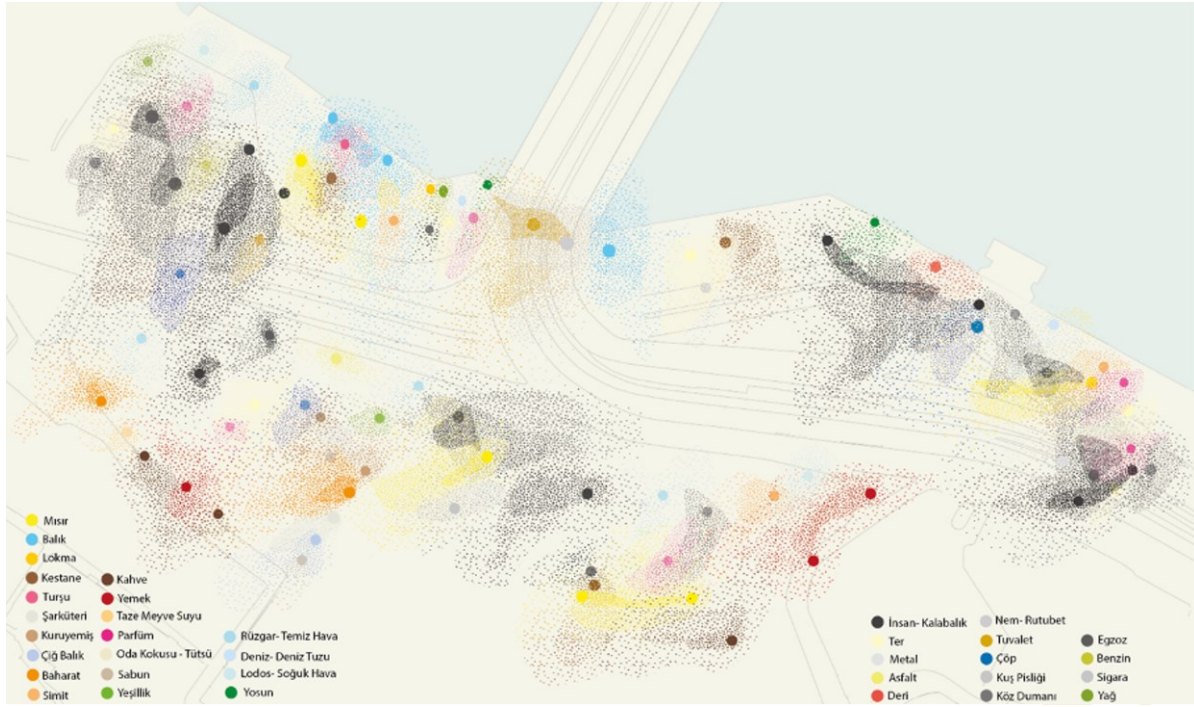 Mısır
Balık
Lokma
Kestane
Turşu
Şarküteri
Kuruyemiş
Çiğ Balık
Baharat
Simit
Kahve
Yemek
Taze Meyve Suyu
Parfüm
Oda Kokusu - Tütsü
Sabun
Yeşillik
Rüzgar- Temiz Hava
Deniz- Deniz Tuzu
Lodos- Soğuk Hava
Yosun
İnsan- Kalabalık
Ter
Metal
Asfalt
Deri
Nem- Rutubet
Tuvalet
Çöp
Kuş Pisliği
Köz Dumanı
Egzoz
Benzin
Sigara
Yağ